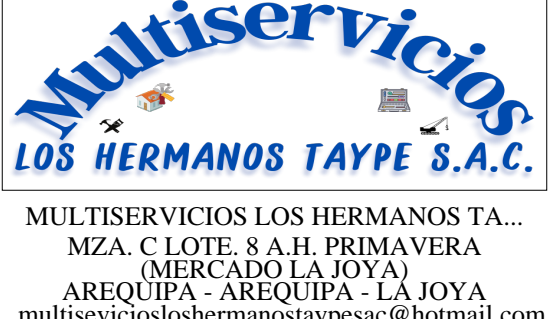 Multiservicios
LOS HERMANOS TAYPE S.A.C.
MULTISERVICIOS LOS HERMANOS TA...
MZA. C LOTE. 8 A.H. PRIMAVERA
(MERCADO LA JOYA)
AREQUIPA - AREQUIPA - LA JOYA
multiseviciosloshermanostaypesac@hotmail.com